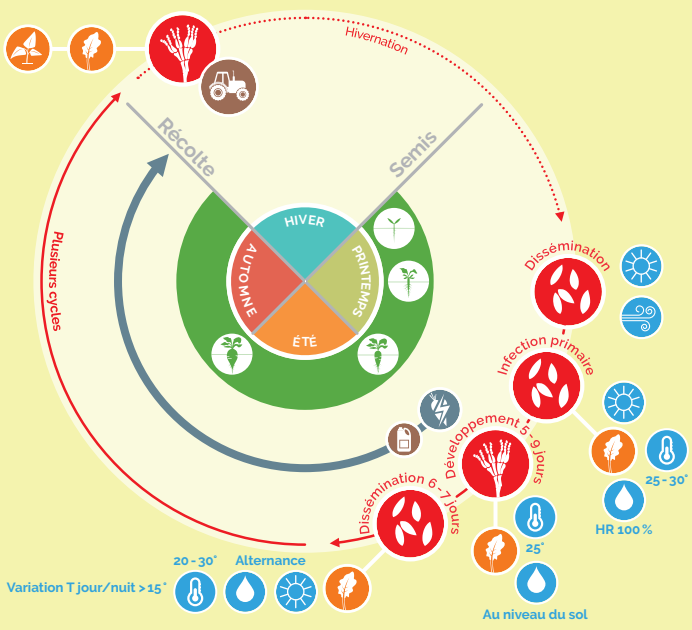 Hivernation
Récolte
Semis
HIVER
PRINTEMPS
ÉTÉ
AUTOMNE
Plusieurs cycles
Dissémination
Infection primaire
25 - 30°
HR 100 %
Développement 5 - 9 jours
25°
Au niveau du sol
Dissémination 6 - 7 jours
20 - 30° Alternance
Variation T jour/nuit > 15°